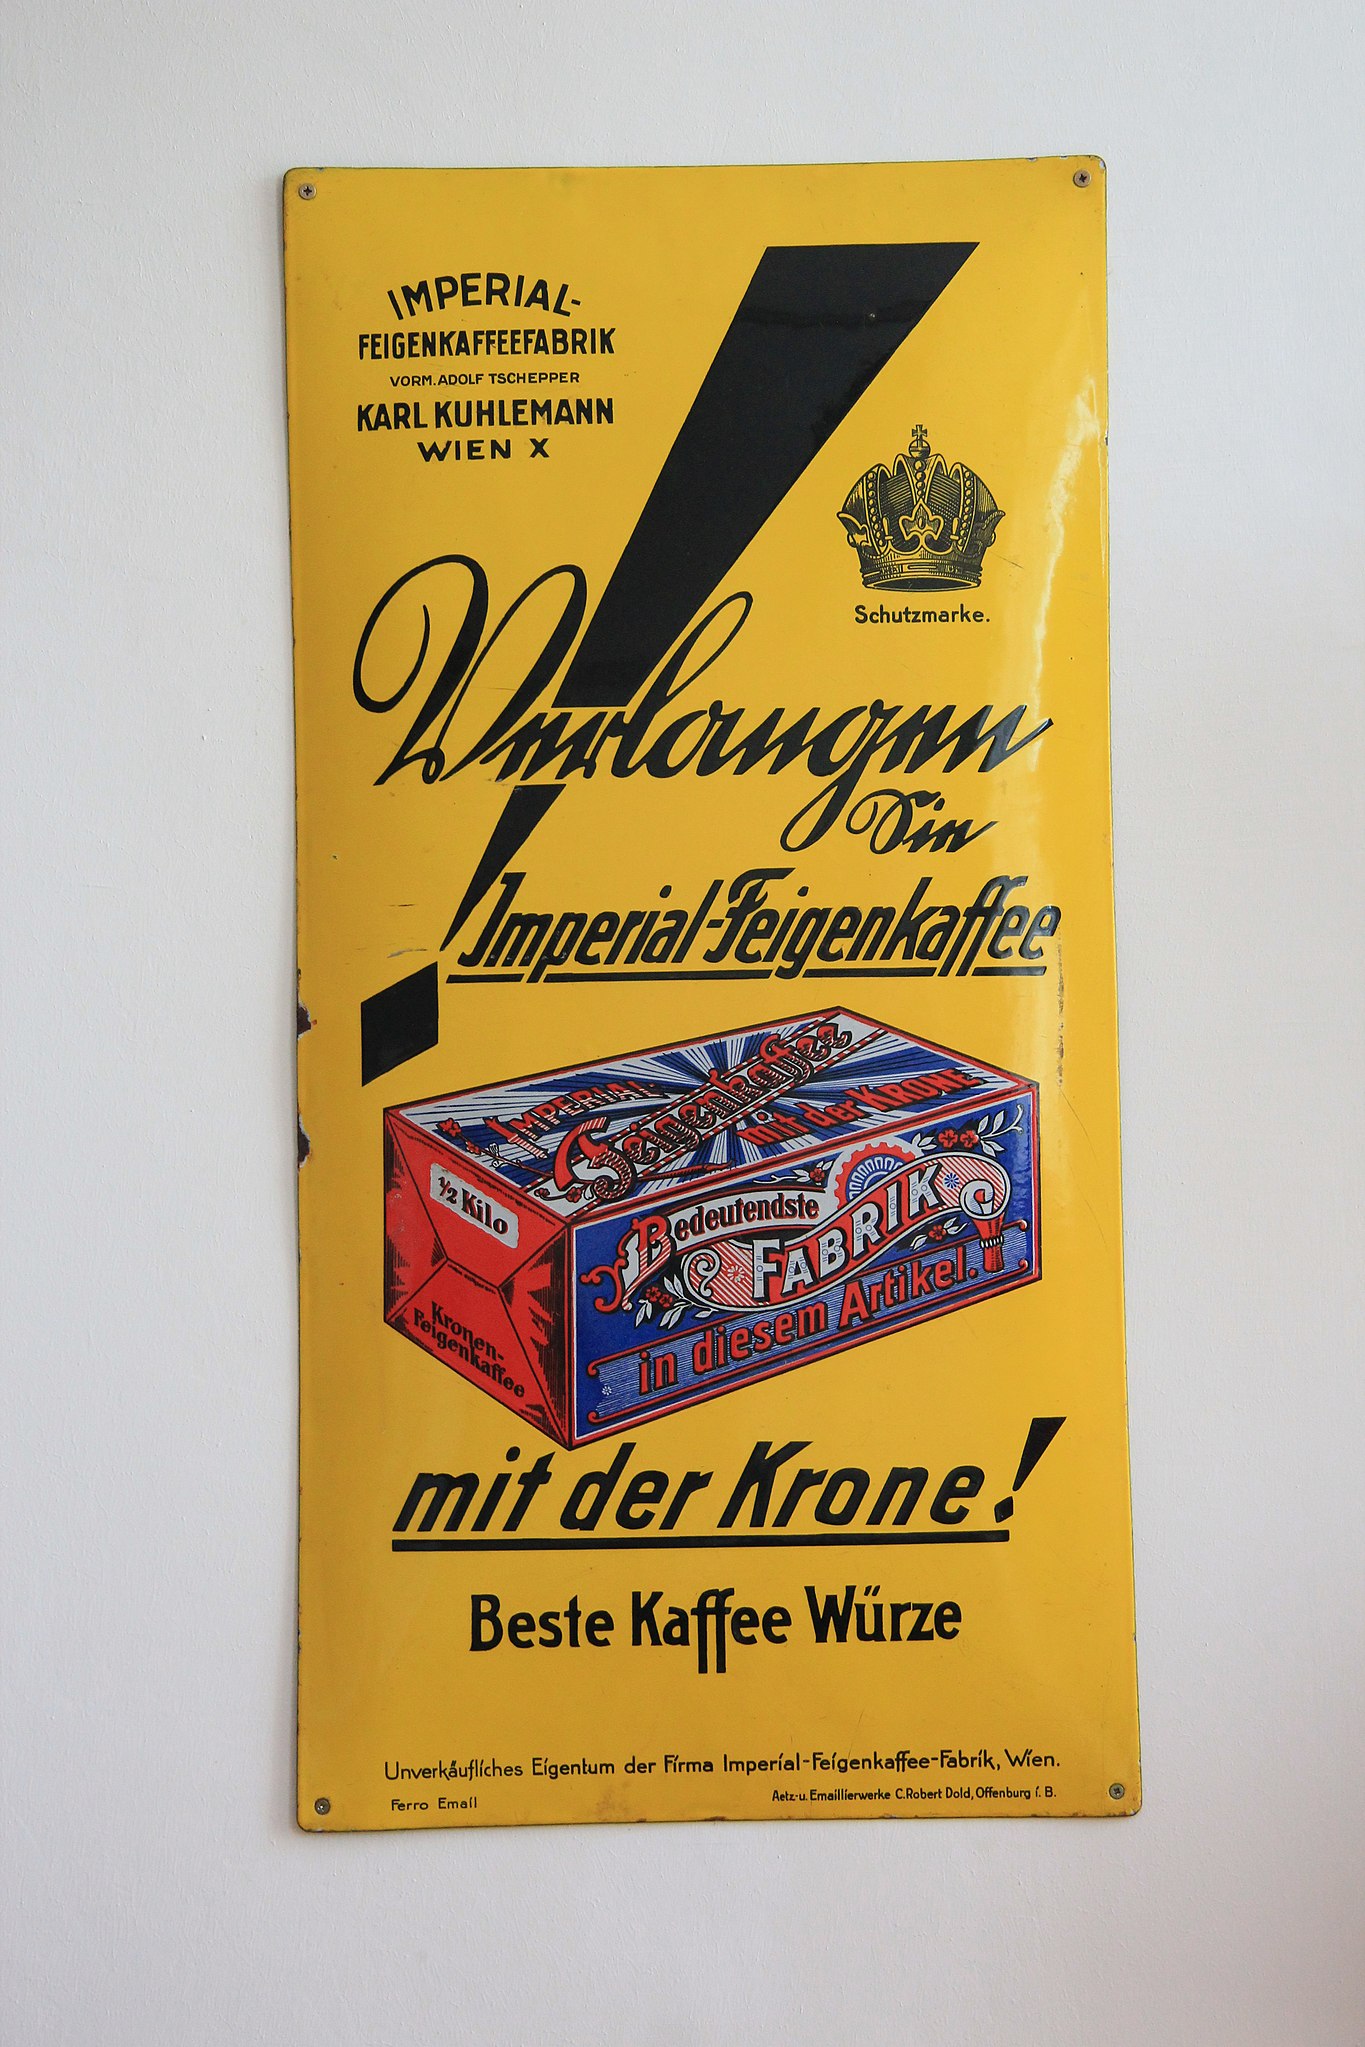 IMPERIAL-
FEIGENKAFFEEFABRIK
VORM. ADOLF TSCHEPPER
KARL KUHLEMANN
WIEN X
Schutzmarke.
Verlangen
Sie
Imperial-Feigenkaffee
IMPERIAL-
Feigenkaffee
mit der KRONE
1/2 Kilo
Kronen-
Feigenkaffee
Bedeutendste
FABRIK
in diesem Artikel.
mit der Krone!
Beste Kaffee Würze
Unverkäufliches Eigentum der Firma Imperial-Feigenkaffee-Fabrik, Wien.
Ferro Email
Aetz-u. Emaillierwerke C. Robert Dold, Offenburg i. B.